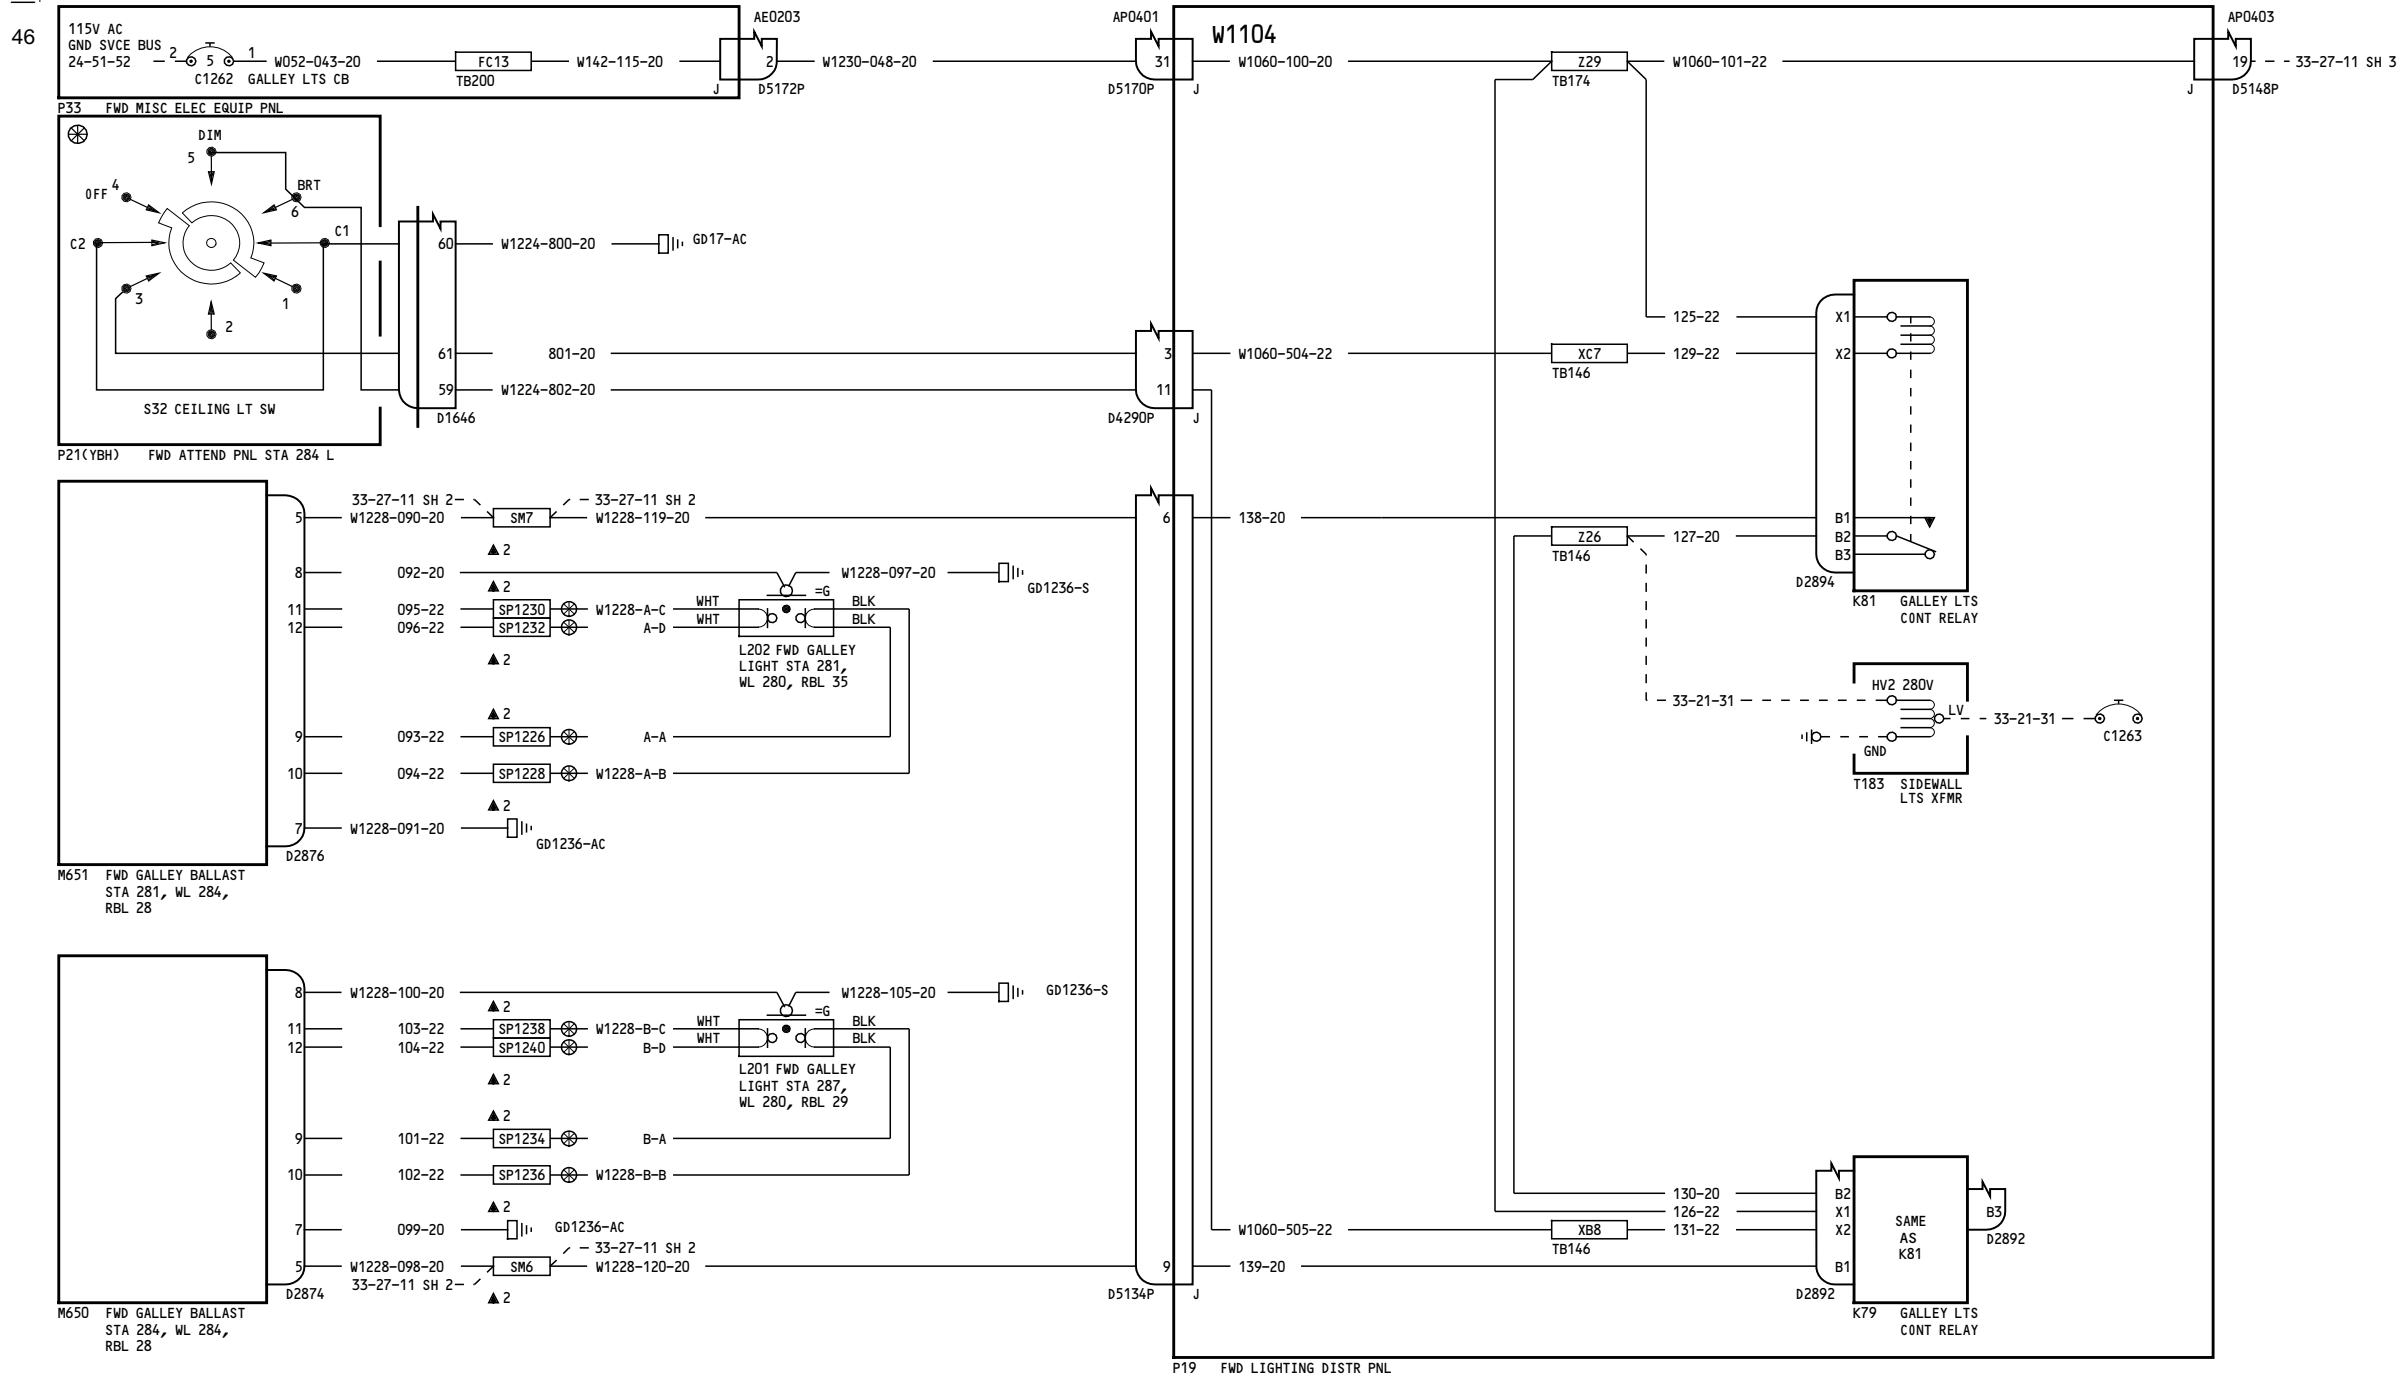 46
115V AC
GND SVCE BUS
24-51-52
2
5
1
C1262
GALLEY LTS CB
W052-043-20
FC13
TB200
W142-115-20
AE0203
2
J
D5172P
W1230-048-20
AP0401
31
D5170P
J
W1104
W1060-100-20
Z29
TB174
W1060-101-22
AP0403
19
J
D5148P
33-27-11 SH 3
P33 FWD MISC ELEC EQUIP PNL
DIM
5
BRT
6
OFF
4
C2
C1
3
1
2
S32 CEILING LT SW
P21(YBH) FWD ATTEND PNL STA 284 L
60
W1224-800-20
GD17-AC
61
801-20
59
W1224-802-20
D1646
3
11
D4290P
J
W1060-504-22
XC7
TB146
125-22
129-22
X1
X2
33-27-11 SH 2
33-27-11 SH 2
5
W1228-090-20
SM7
W1228-119-20
6
138-20
2
Z26
TB146
127-20
B1
B2
B3
D2894
K81 GALLEY LTS
CONT RELAY
8
092-20
W1228-097-20
GD1236-S
2
=G
11
095-22
SP1230
W1228-A-C
WHT
BLK
12
096-22
SP1232
A-D
WHT
BLK
2
L202 FWD GALLEY
LIGHT STA 281,
WL 280, RBL 35
2
9
093-22
SP1226
A-A
10
094-22
SP1228
W1228-A-B
2
7
W1228-091-20
GD1236-AC
D2876
M651 FWD GALLEY BALLAST
STA 281, WL 284,
RBL 28
HV2 280V
33-21-31
LV
33-21-31
C1263
GND
T183 SIDEWALL
LTS XFMR
8
W1228-100-20
W1228-105-20
GD1236-S
2
=G
11
103-22
SP1238
W1228-B-C
WHT
BLK
12
104-22
SP1240
B-D
WHT
BLK
2
L201 FWD GALLEY
LIGHT STA 287,
WL 280, RBL 29
2
9
101-22
SP1234
B-A
10
102-22
SP1236
W1228-B-B
2
7
099-20
GD1236-AC
33-27-11 SH 2
5
W1228-098-20
SM6
W1228-120-20
33-27-11 SH 2
2
D2874
M650 FWD GALLEY BALLAST
STA 284, WL 284,
RBL 28
9
D5134P
J
W1060-505-22
XB8
TB146
139-20
130-20
126-22
131-22
B2
X1
X2
B1
D2892
SAME
AS
K81
B3
D2892
K79 GALLEY LTS
CONT RELAY
P19 FWD LIGHTING DISTR PNL